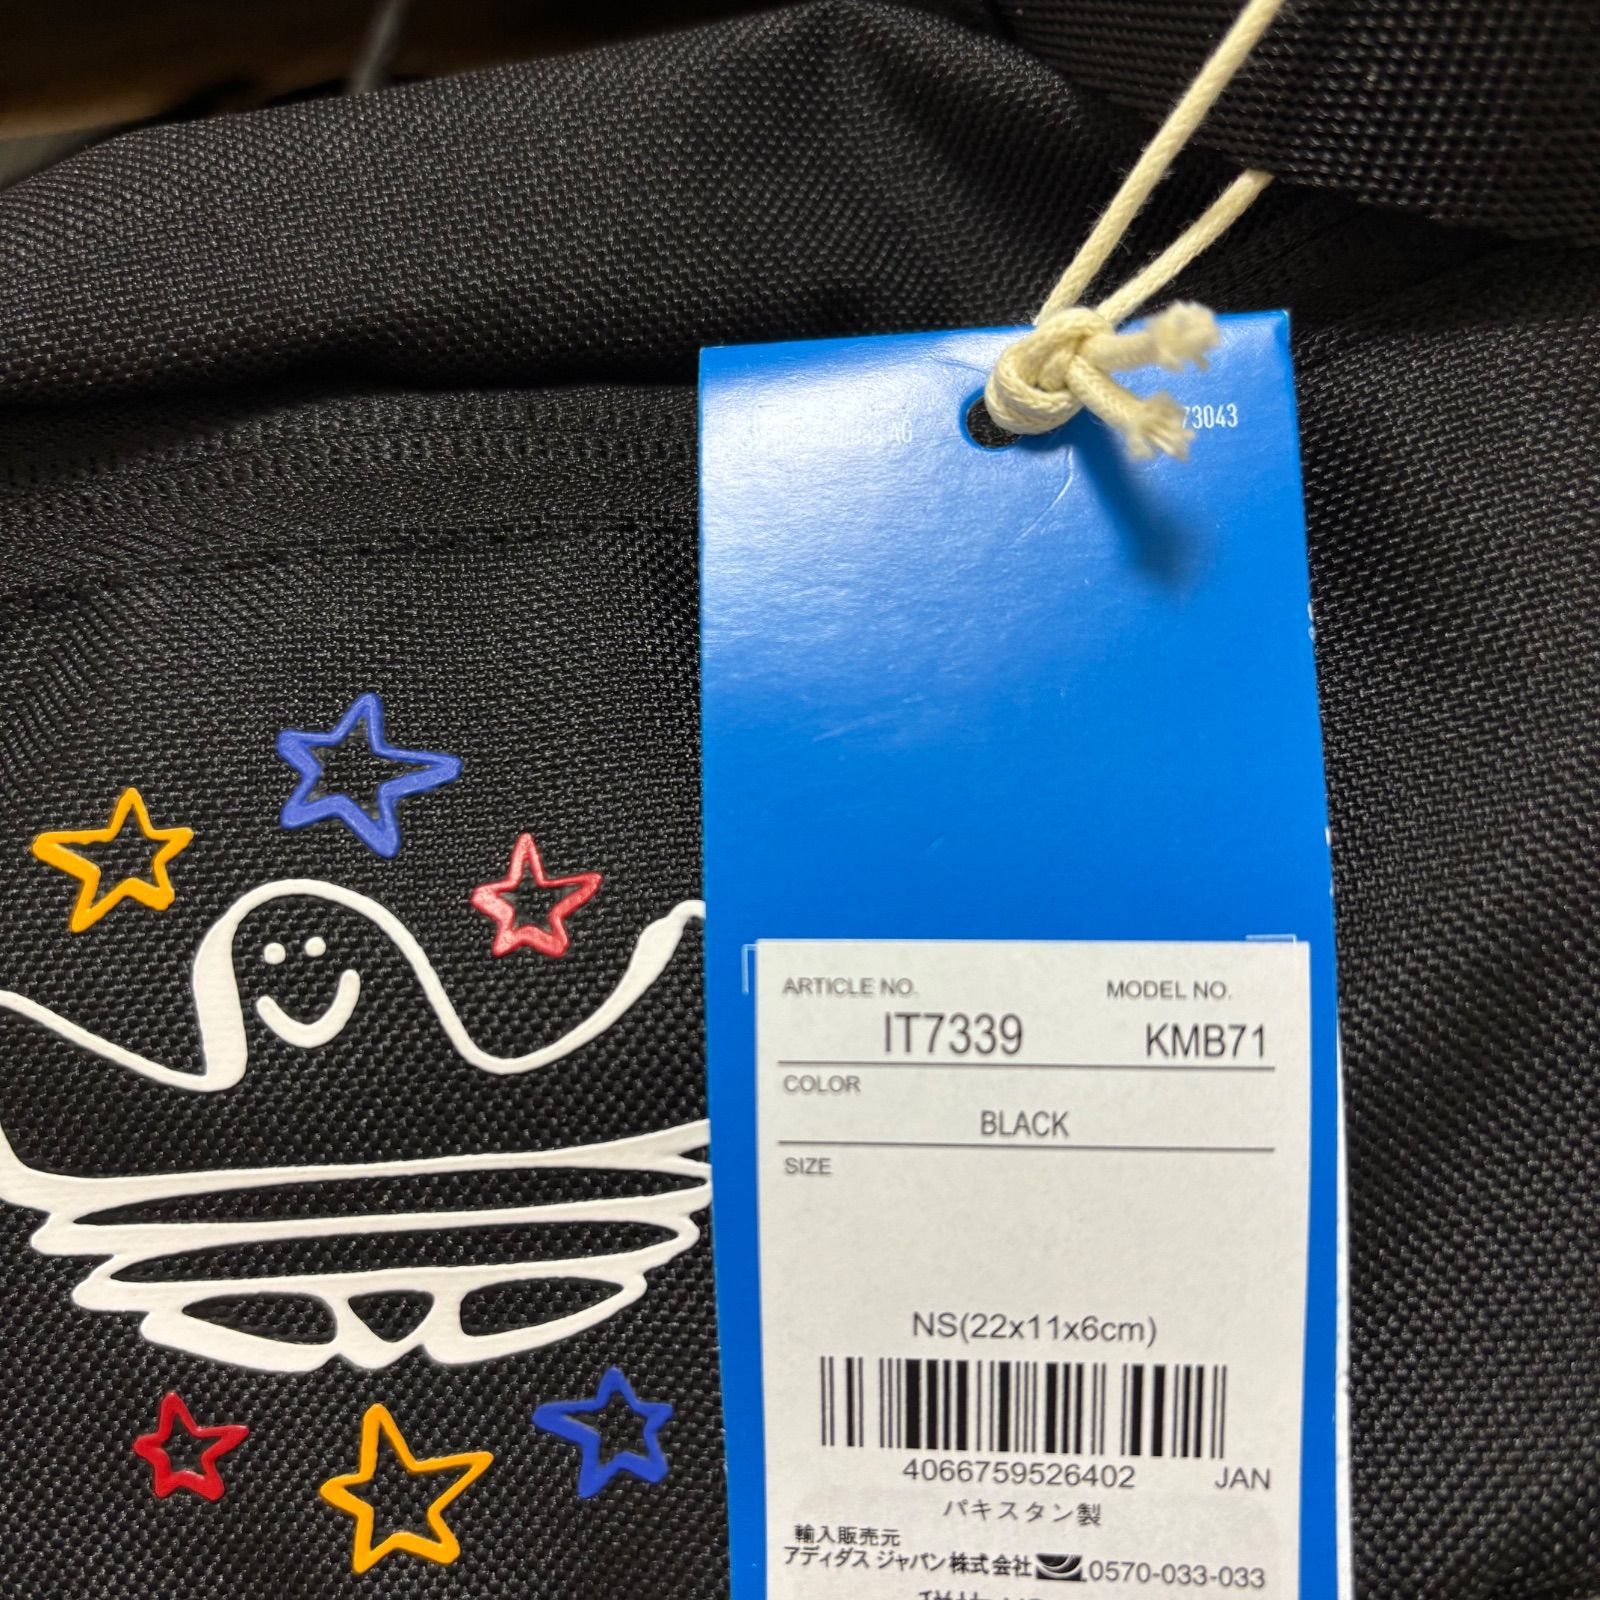 AG
73043
ARTICLE NO. MODEL NO.
IT7339 KMB71
COLOR
BLACK
SIZE
NS(22x11x6cm)
4066759526402 JAN
パキスタン製
輸入販売元
アディダス ジャパン株式会社 0570-033-033